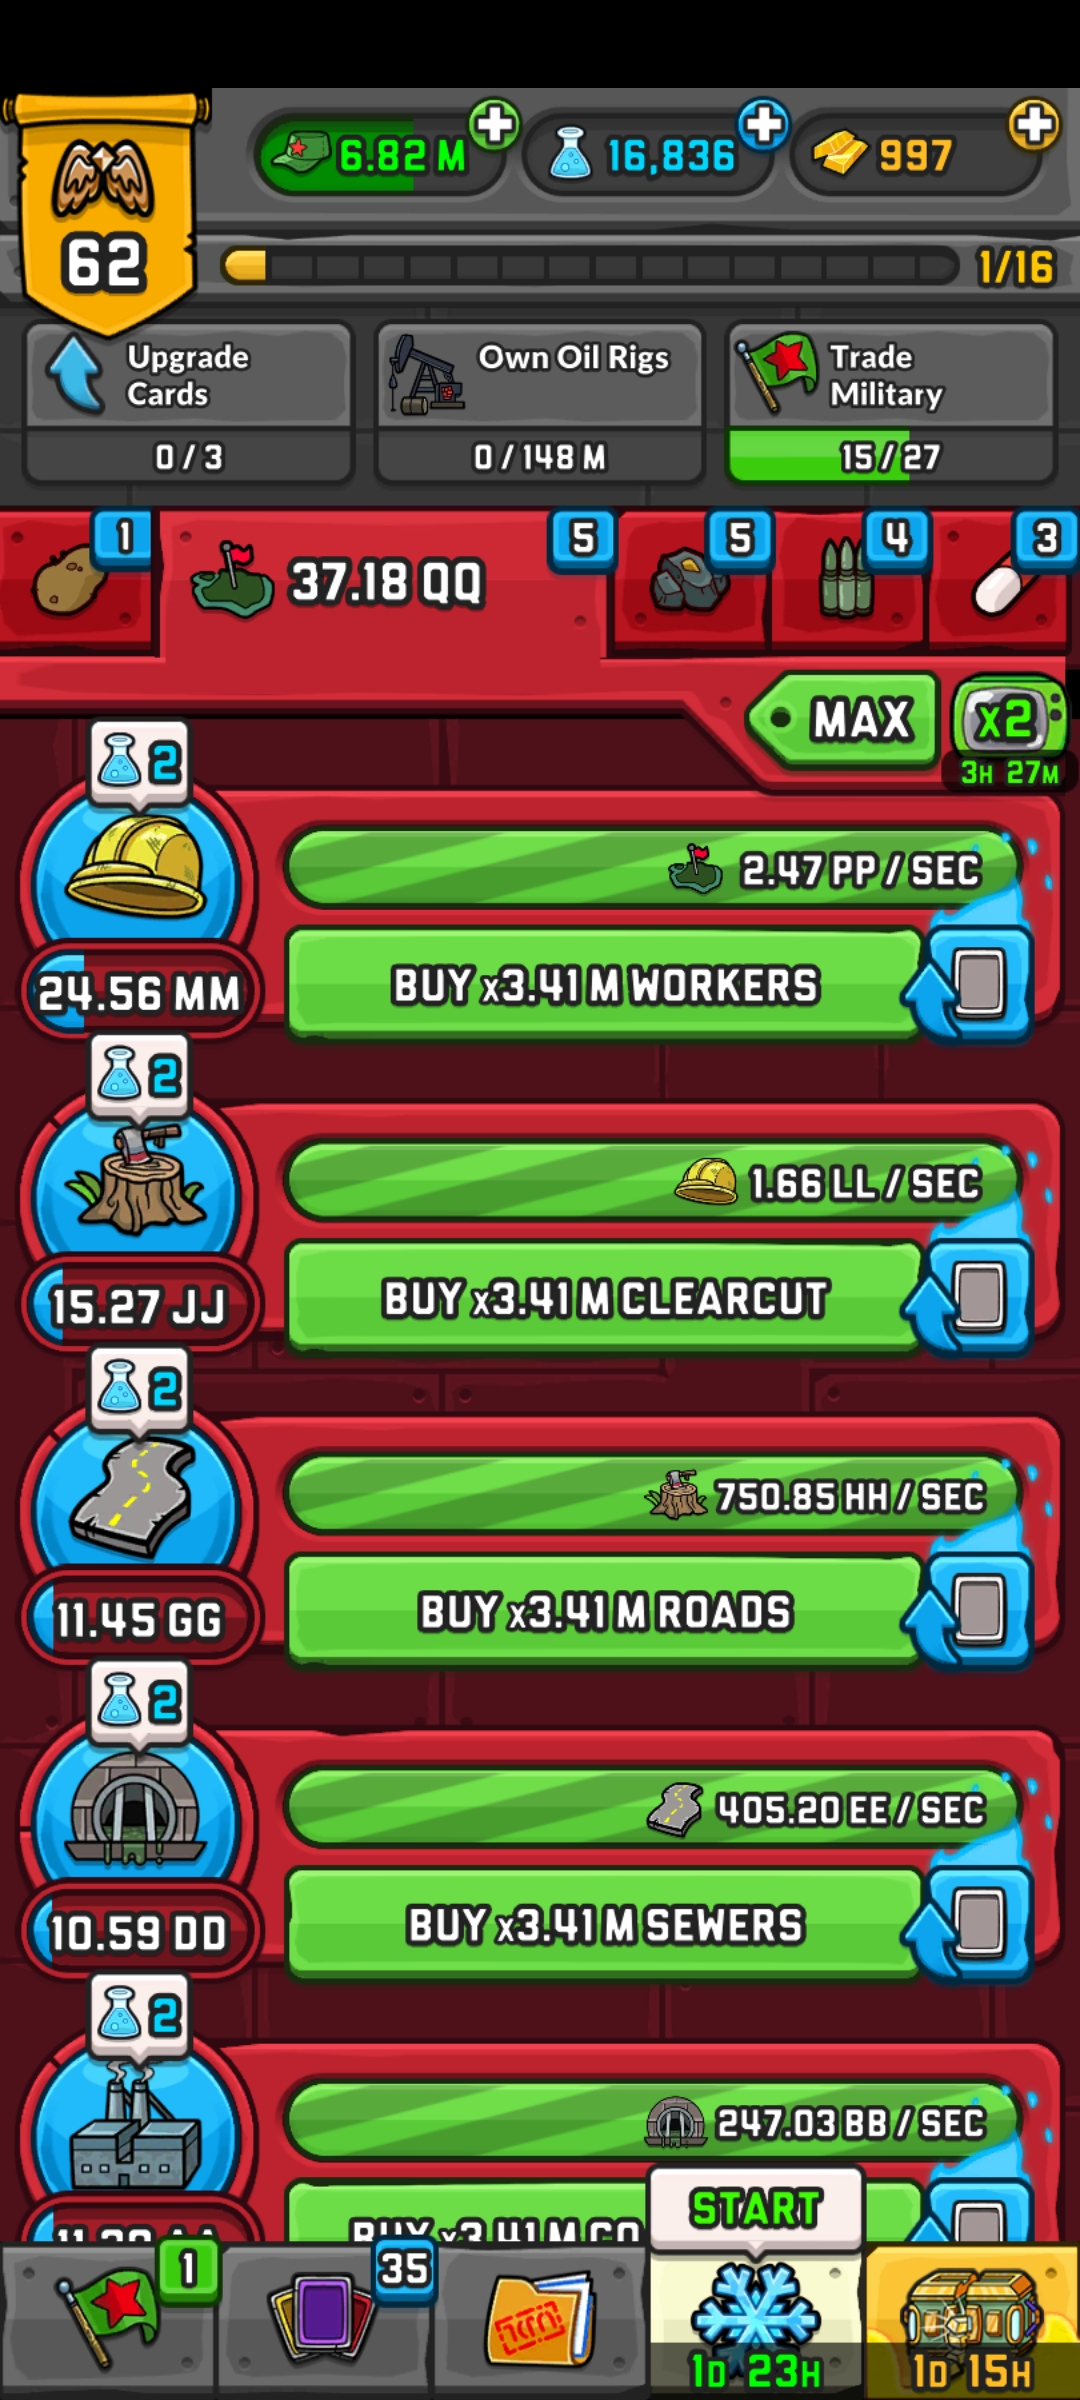 6.82 M
16,836
997
62
1/16
Upgrade
Cards
0 / 3
Own Oil Rigs
0 / 148 M
Trade
Military
15 / 27
1
37.18 QQ
5
5
4
3
MAX
x2
3H 27M
2
2.47 PP / SEC
24.56 MM
BUY x3.41 M WORKERS
2
1.66 LL / SEC
15.27 JJ
BUY x3.41 M CLEARCUT
2
750.85 HH / SEC
11.45 GG
BUY x3.41 M ROADS
2
405.20 EE / SEC
10.59 DD
BUY x3.41 M SEWERS
2
247.03 BB / SEC
BUY x3.41 M
START
1
35
1D 23H
1D 15H